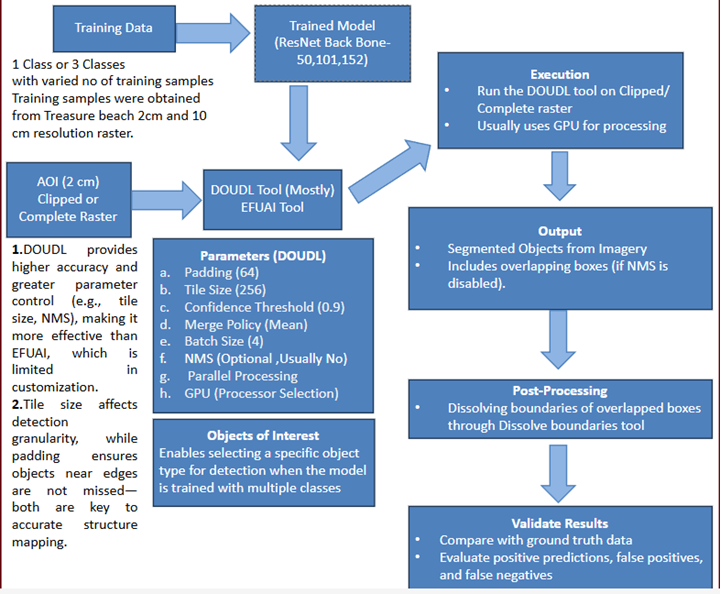 Training Data
Trained Model
(ResNet Back Bone-
50,101,152)
1 Class or 3 Classes
with varied no of training samples
Training samples were obtained
from Treasure beach 2cm and 10
cm resolution raster.
Execution
• Run the DOUDL tool on Clipped/
Complete raster
• Usually uses GPU for processing
AOI (2 cm)
Clipped or
Complete Raster
DOUDL Tool (Mostly)
EFUAI Tool
1.DOUDL provides
higher accuracy and
greater parameter
control (e.g., tile
size, NMS), making it
more effective than
EFUAI, which is
limited in
customization.
2.Tile size affects
detection
granularity, while
padding ensures
objects near edges
are not missed—
both are key to
accurate structure
mapping.
Parameters (DOUDL)
a. Padding (64)
b. Tile Size (256)
c. Confidence Threshold (0.9)
d. Merge Policy (Mean)
e. Batch Size (4)
f. NMS (Optional ,Usually No)
g. Parallel Processing
h. GPU (Processor Selection)
Objects of Interest
Enables selecting a specific object
type for detection when the model
is trained with multiple classes
Output
• Segmented Objects from Imagery
• Includes overlapping boxes (if NMS is
disabled).
Post-Processing
• Dissolving boundaries of overlapped boxes
through Dissolve boundaries tool
Validate Results
• Compare with ground truth data
• Evaluate positive predictions, false positives,
and false negatives